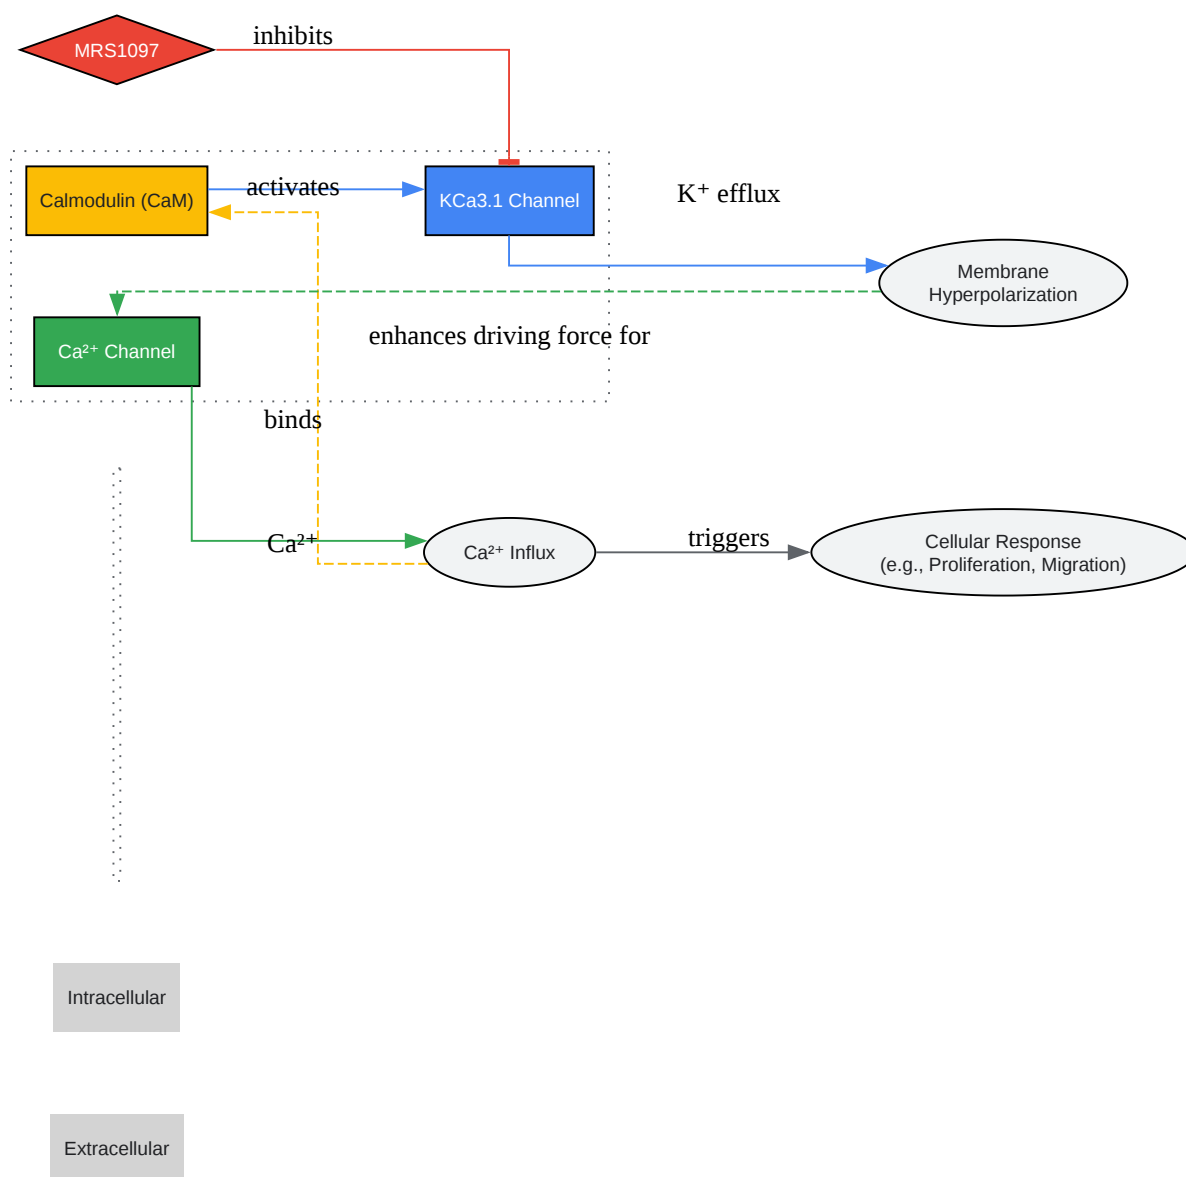 MRS1097
inhibits
Calmodulin (CaM)
activates
KCa3.1 Channel
K⁺ efflux
Membrane
Hyperpolarization
Ca²⁺ Channel
enhances driving force for
binds
Ca²⁺
Ca²⁺ Influx
triggers
Cellular Response
(e.g., Proliferation, Migration)
Intracellular
Extracellular